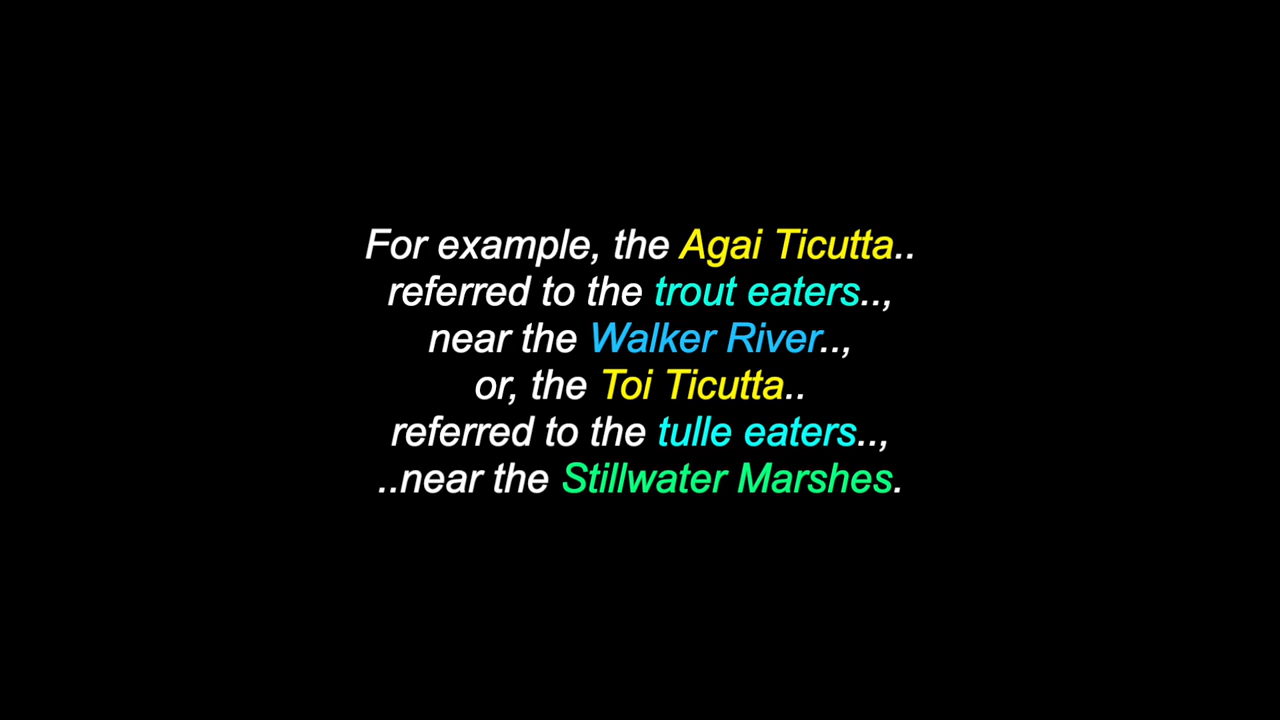 For example, the Agai Ticutta..
referred to the trout eaters..,
near the Walker River..,
or, the Toi Ticutta..
referred to the tulle eaters..,
..near the Stillwater Marshes.